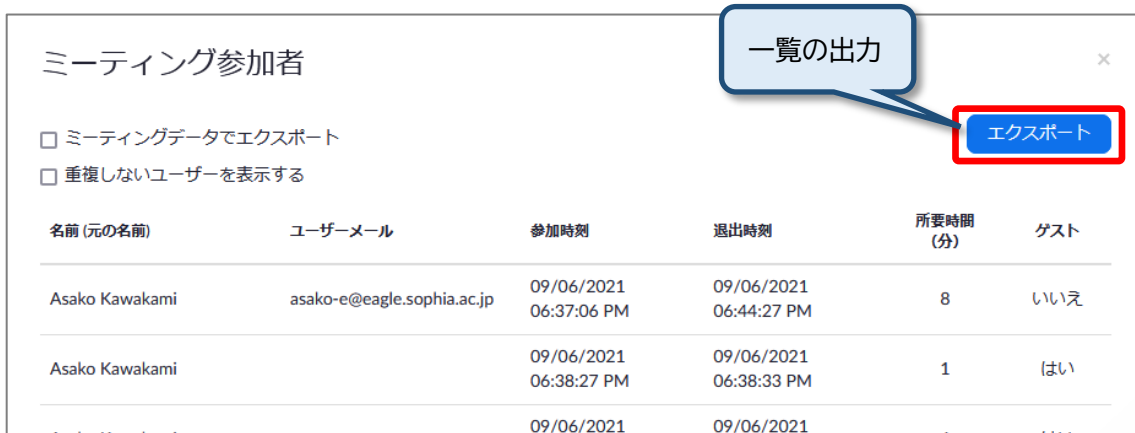 一覧の出力
ミーティング参加者
×
ミーティングデータでエクスポート
エクスポート
重複しないユーザーを表示する
名前 (元の名前) ユーザーメール 参加時刻 退出時刻 所要時間 (分) ゲスト
Asako Kawakami asako-e@eagle.sophia.ac.jp 09/06/2021 06:37:06 PM 09/06/2021 06:44:27 PM 8 いいえ
Asako Kawakami 09/06/2021 06:38:27 PM 09/06/2021 06:38:33 PM 1 はい
09/06/2021 09/06/2021